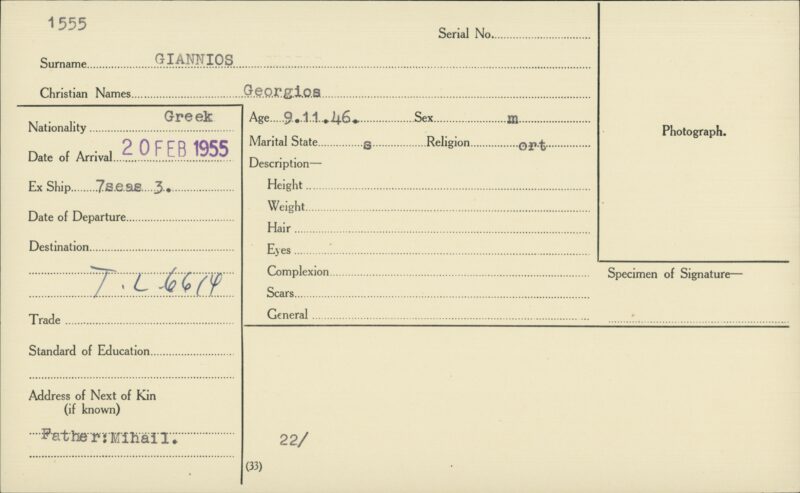 1555
Serial No.
Surname GIANNIOS
Christian Names Georgios
Nationality Greek
Date of Arrival 20 FEB 1955
Ex Ship 7seas 3.
Date of Departure
Destination
T.L 6614
Trade
Standard of Education
Address of Next of Kin
(if known)
Father:Mihail.
Age 9.11.46. Sex m
Marital State s Religion ort
Description—
Height
Weight
Hair
Eyes
Complexion
Scars
General
22/
(33)
Photograph.
Specimen of Signature—